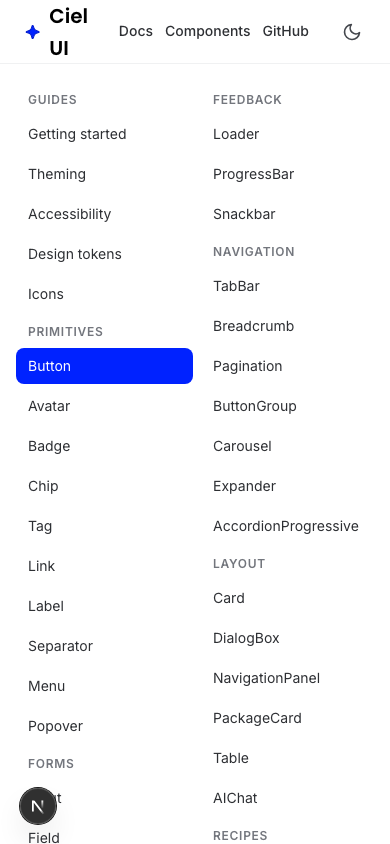 Ciel
UI
Docs
Components
GitHub
GUIDES
Getting started
Theming
Accessibility
Design tokens
Icons
PRIMITIVES
Button
Avatar
Badge
Chip
Tag
Link
Label
Separator
Menu
Popover
FORMS
N
Field
FEEDBACK
Loader
ProgressBar
Snackbar
NAVIGATION
TabBar
Breadcrumb
Pagination
ButtonGroup
Carousel
Expander
AccordionProgressive
LAYOUT
Card
DialogBox
NavigationPanel
PackageCard
Table
AIChat
RECIPES